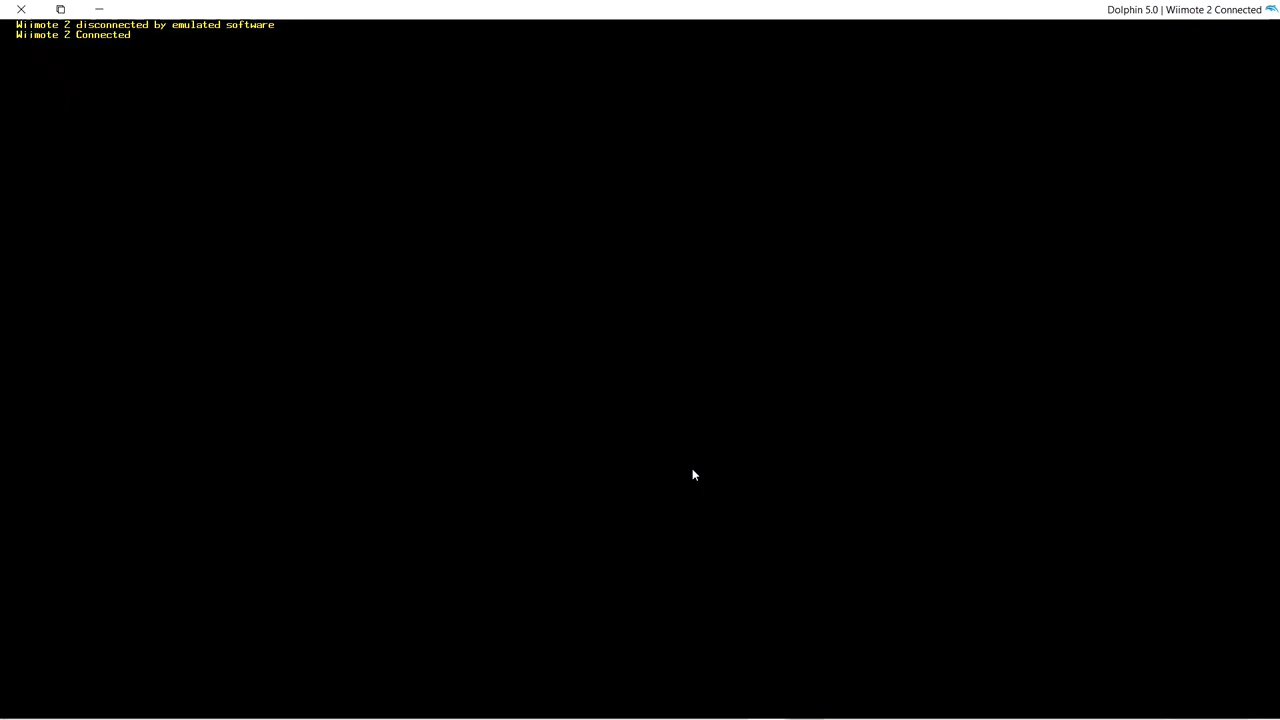 Dolphin 5.0 | Wiimote 2 Connected
Wiimote 2 disconnected by emulated software
Wiimote 2 Connected